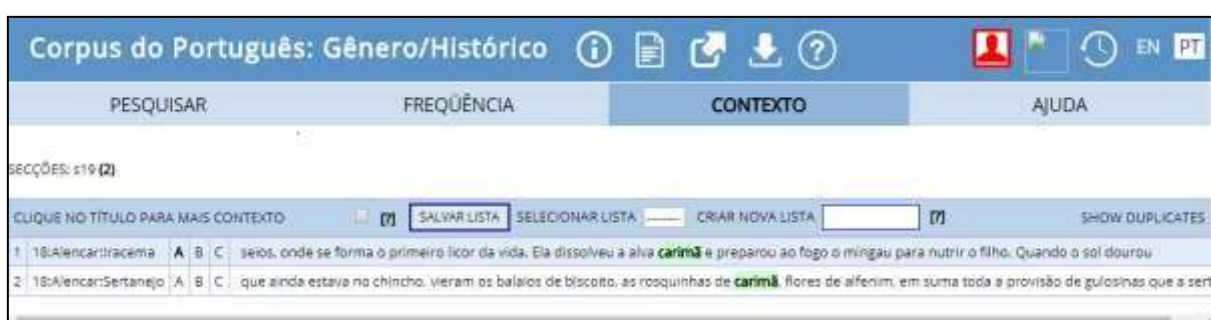 Corpus do Português: Gênero/Histórico EN PT
PESQUISAR FREQÜÊNCIA CONTEXTO AJUDA
SECÇÕES: s19 (2)
CLIQUE NO TÍTULO PARA MAIS CONTEXTO [?] SALVAR LISTA SELECIONAR LISTA CRIAR NOVA LISTA [?] SHOW DUPLICATES
1 18:Alencar:Iracema A B C seios, onde se forma o primeiro licor da vida. Ela dissolveu a alva carimã e preparou ao fogo o mingau para nutrir o filho. Quando o sol dourou
2 18:Alencar:Sertanejo A B C que ainda estava no chincho, vieram os balaios de biscoito, as rosquinhas de carimã, flores de alfenim, em suma toda a provisão de gulosinas que a sert